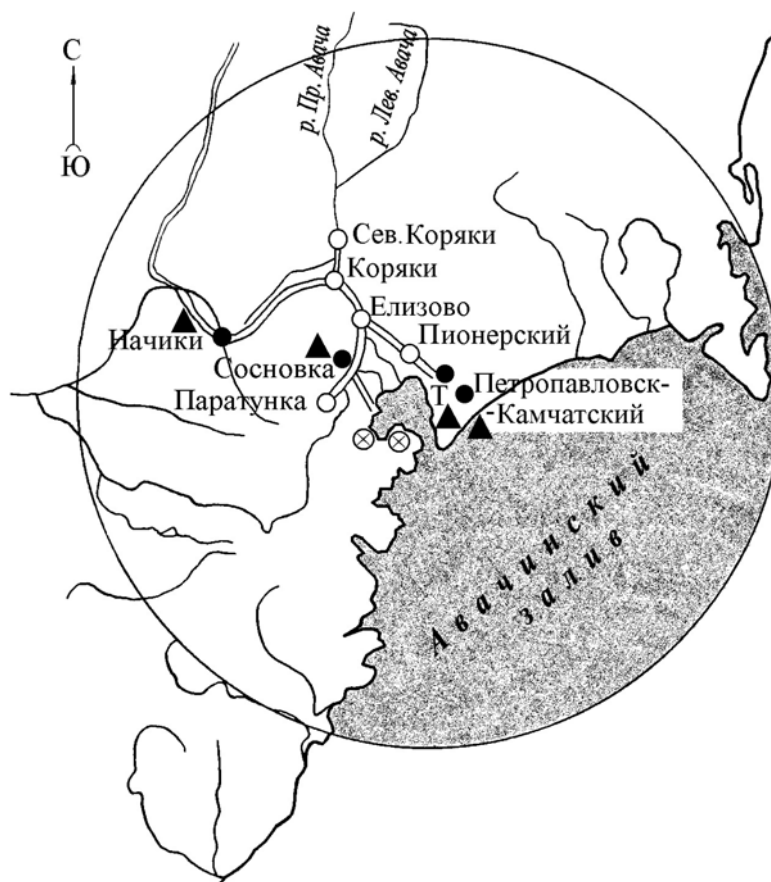 С
Ю
р. Пр. Авача
р. Лев. Авача
Сев.Коряки
Коряки
Елизово
Пионерский
Начики
Сосновка
Паратунка
Т
Петропавловск-
-Камчатский
Авачинский
залив